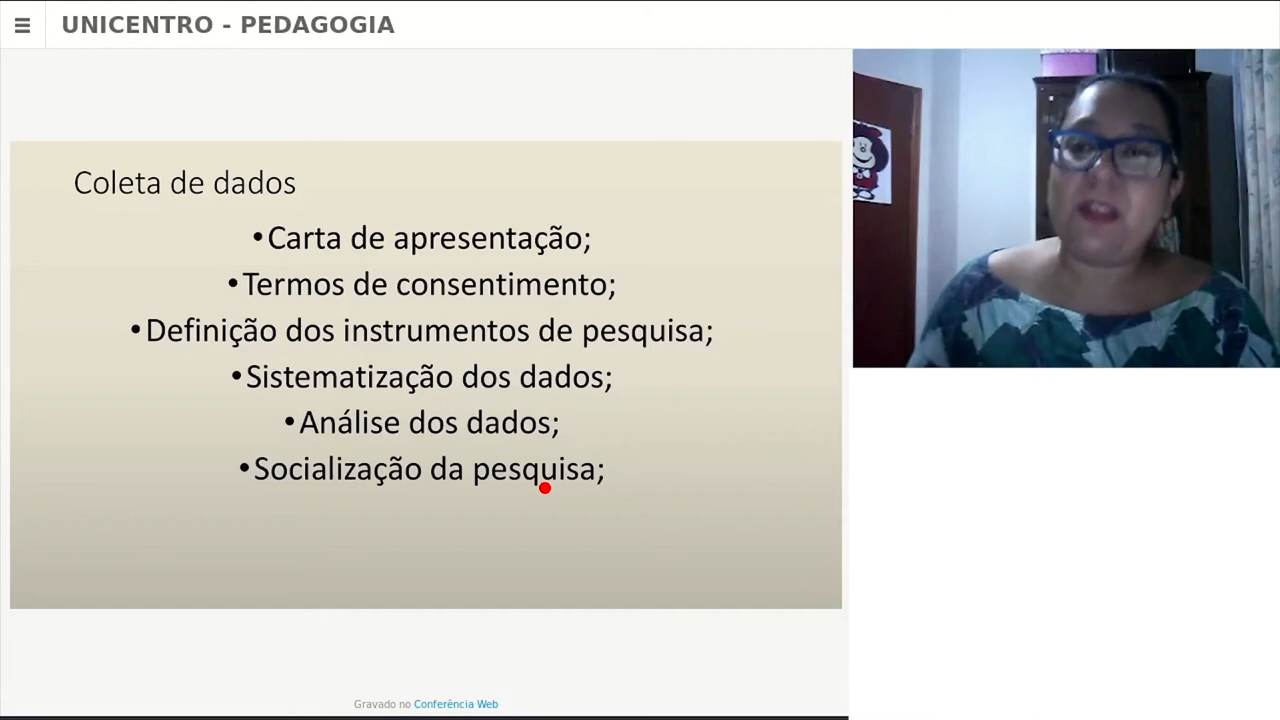 UNICENTRO - PEDAGOGIA
Coleta de dados
•Carta de apresentação;
•Termos de consentimento;
•Definição dos instrumentos de pesquisa;
•Sistematização dos dados;
•Análise dos dados;
•Socialização da pesquisa;
Gravado no Conferência Web